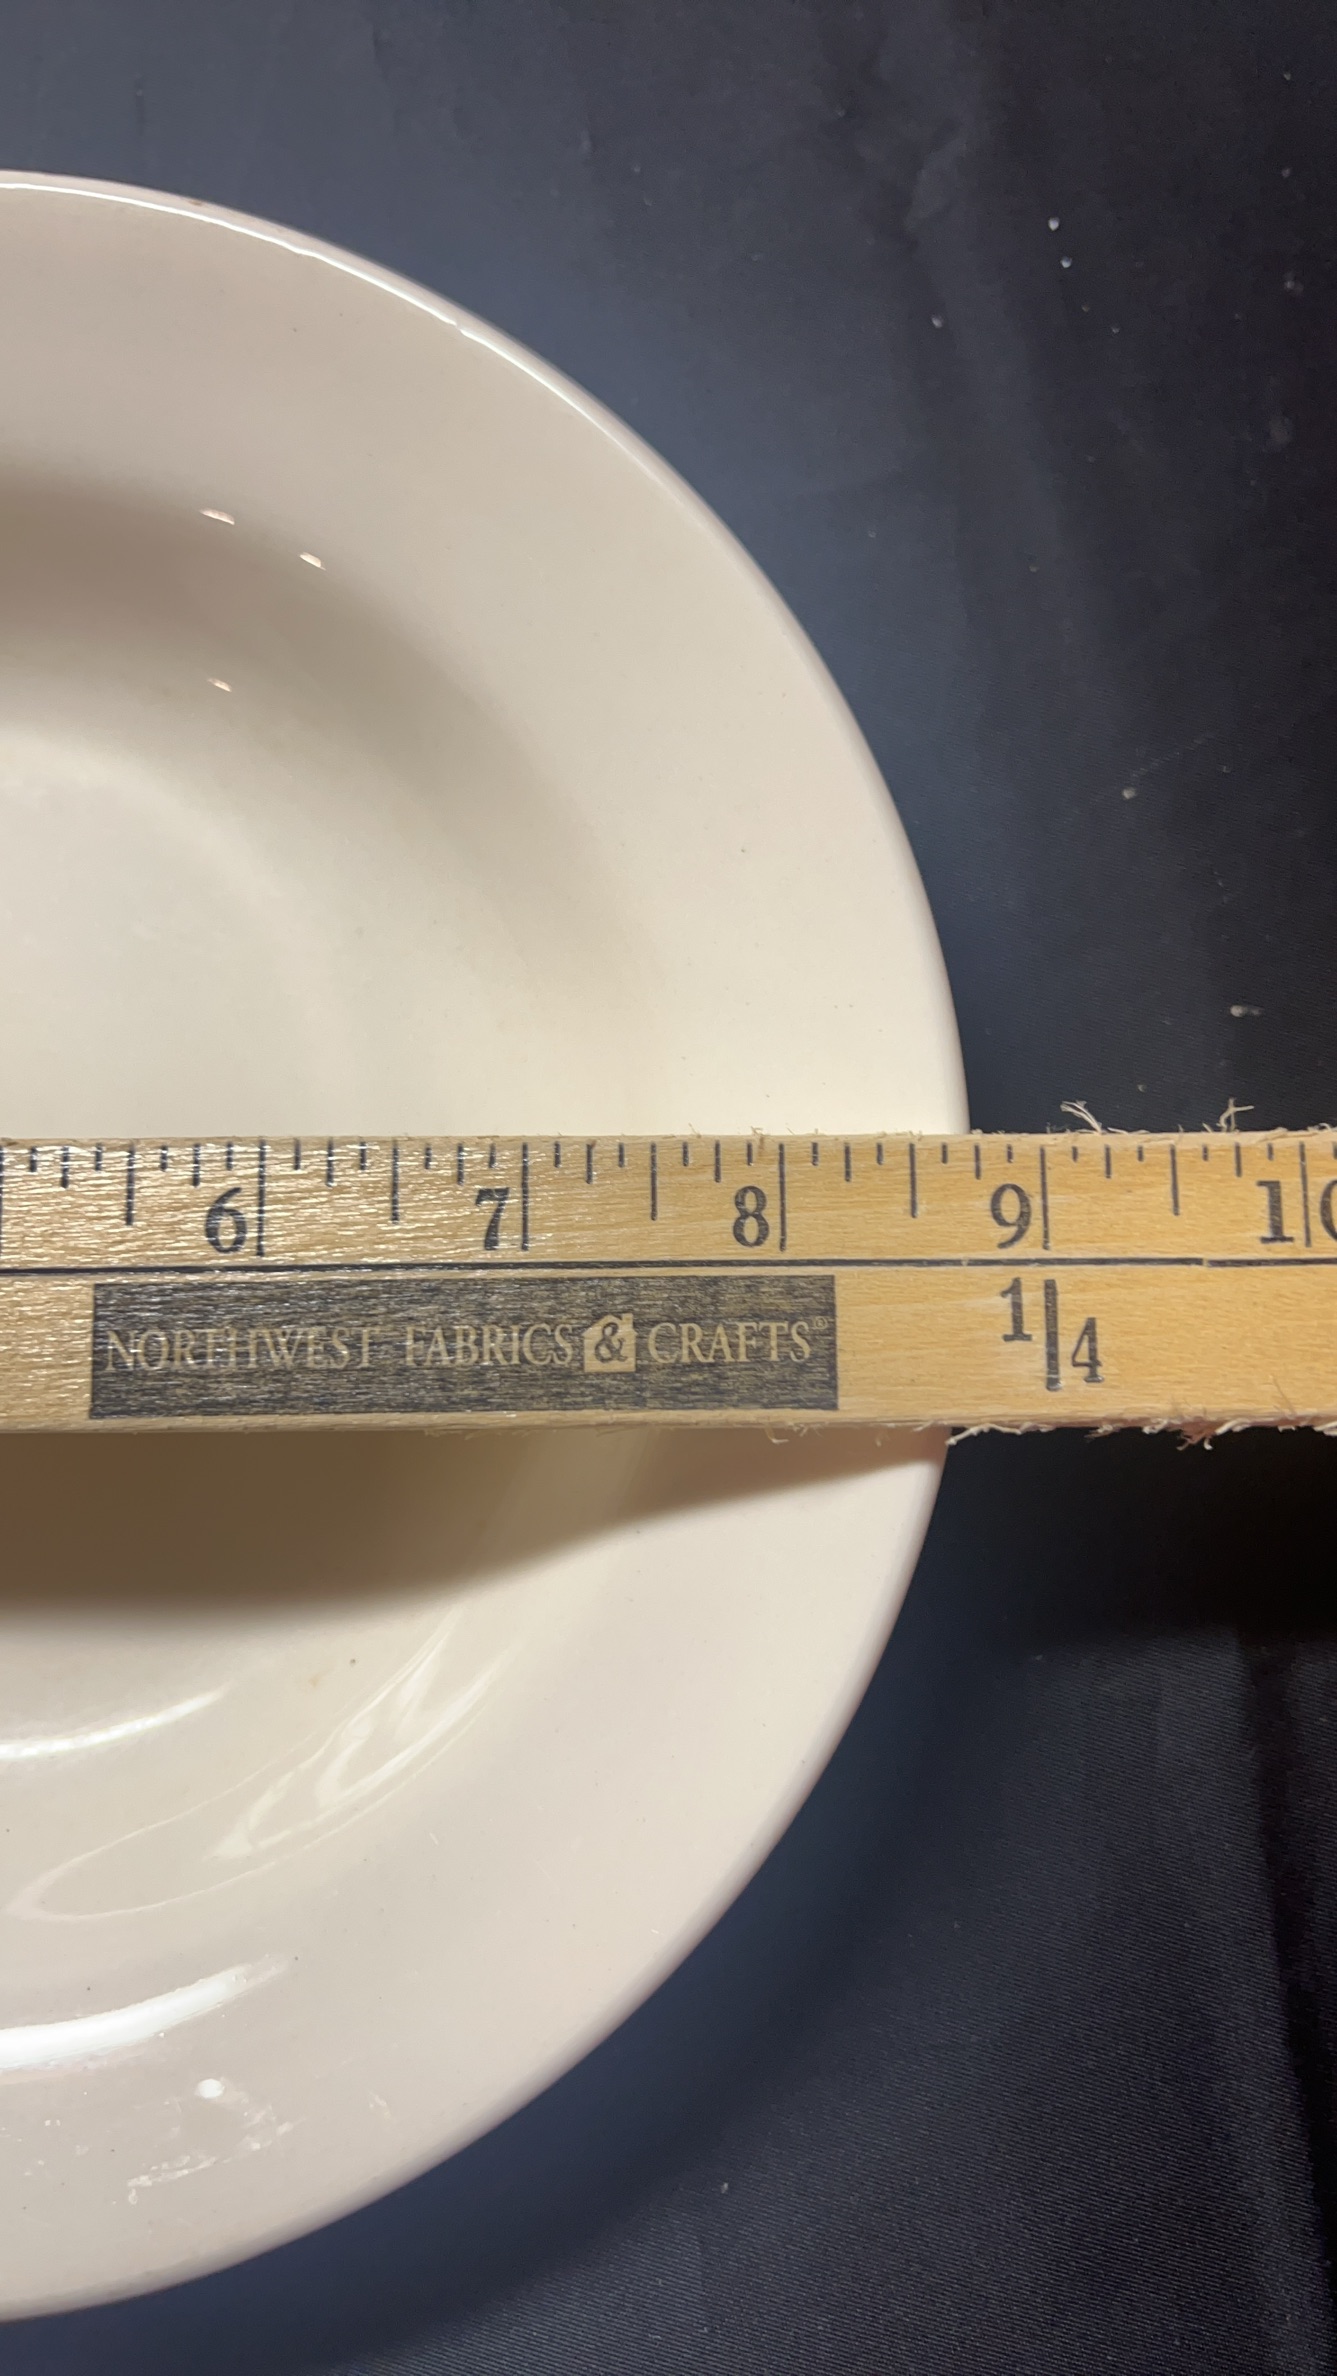 6 7 8 9 10
NORTHWEST FABRICS & CRAFTS®
1/4